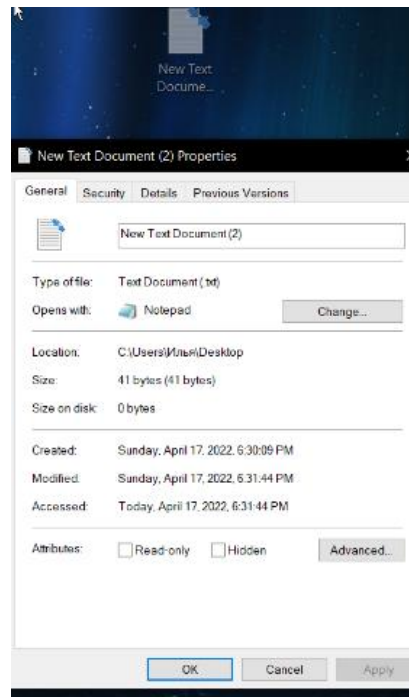 New Text
Docume...
New Text Document (2) Properties
General Security Details Previous Versions
New Text Document (2)
Type of file: Text Document (.txt)
Opens with: Notepad Change...
Location: C:\Users\Илья\Desktop
Size: 41 bytes (41 bytes)
Size on disk: 0 bytes
Created: Sunday, April 17, 2022, 6:30:09 PM
Modified: Sunday, April 17, 2022, 6:31:44 PM
Accessed: Today, April 17, 2022, 6:31:44 PM
Attributes: Read-only Hidden Advanced...
OK Cancel Apply